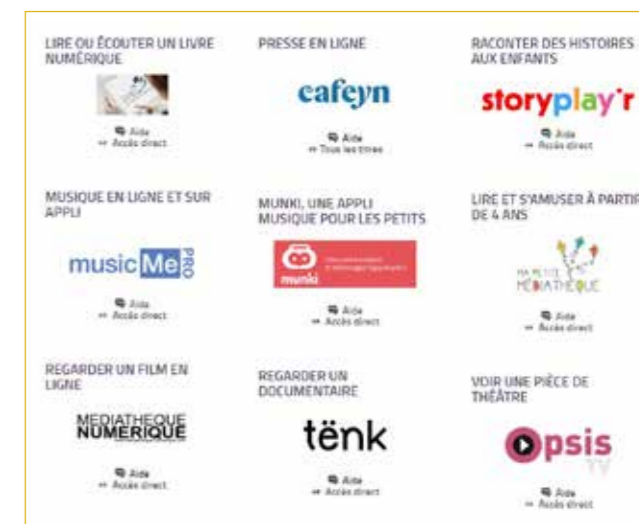 LIRE OU ÉCOUTER UN LIVRE
NUMÉRIQUE
Aide
Accès direct
PRESSE EN LIGNE
cafeyn
Aide
Tous les titres
RACONTER DES HISTOIRES
AUX ENFANTS
storyplay'r
Aide
Accès direct
MUSIQUE EN LIGNE ET SUR
APPLI
music Me PRO
Aide
Accès direct
MUNKI, UNE APPLI
MUSIQUE POUR LES PETITS
munki
Aide
Accès direct
LIRE ET S'AMUSER À PARTIR
DE 4 ANS
MA PETITE
MÉDIATHÈQUE
Aide
Accès direct
REGARDER UN FILM EN
LIGNE
MEDIATHEQUE
NUMERIQUE
Aide
Accès direct
REGARDER UN
DOCUMENTAIRE
tënk
Aide
Accès direct
VOIR UNE PIÈCE DE
THÉÂTRE
Opsis
TV
Aide
Accès direct